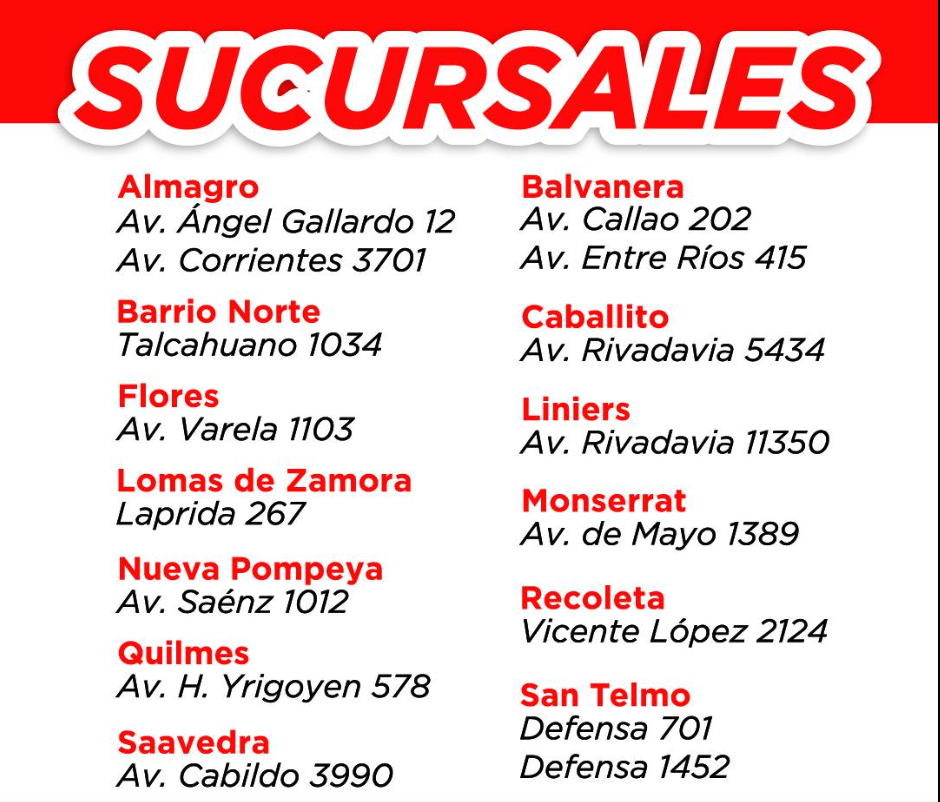 SUCURSALES
Almagro
Av. Ángel Gallardo 12
Av. Corrientes 3701
Barrio Norte
Talcahuano 1034
Flores
Av. Varela 1103
Lomas de Zamora
Laprida 267
Nueva Pompeya
Av. Saénz 1012
Quilmes
Av. H. Yrigoyen 578
Saavedra
Av. Cabildo 3990
Balvanera
Av. Callao 202
Av. Entre Ríos 415
Caballito
Av. Rivadavia 5434
Liniers
Av. Rivadavia 11350
Monserrat
Av. de Mayo 1389
Recoleta
Vicente López 2124
San Telmo
Defensa 701
Defensa 1452